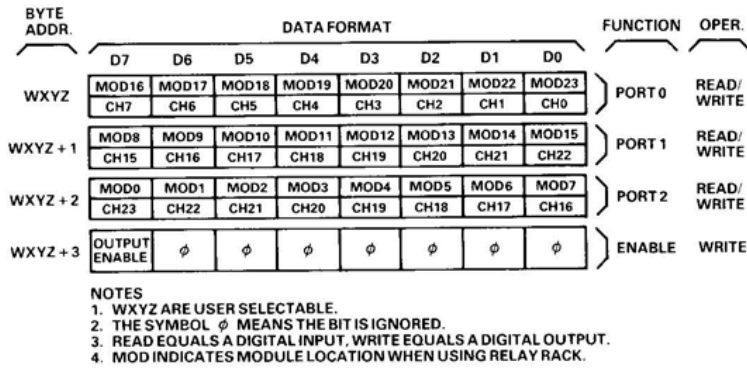 BYTE ADDR. DATA FORMAT FUNCTION OPER.
D7 D6 D5 D4 D3 D2 D1 D0
WXYZ MOD16 MOD17 MOD18 MOD19 MOD20 MOD21 MOD22 MOD23 PORT 0 READ/WRITE
CH7 CH6 CH5 CH4 CH3 CH2 CH1 CH0
WXYZ + 1 MOD8 MOD9 MOD10 MOD11 MOD12 MOD13 MOD14 MOD15 PORT 1 READ/WRITE
CH15 CH16 CH17 CH18 CH19 CH20 CH21 CH22
WXYZ + 2 MOD0 MOD1 MOD2 MOD3 MOD4 MOD5 MOD6 MOD7 PORT 2 READ/WRITE
CH23 CH22 CH21 CH20 CH19 CH18 CH17 CH16
WXYZ + 3 OUTPUT ENABLE ϕ ϕ ϕ ϕ ϕ ϕ ϕ ENABLE WRITE
NOTES
1. WXYZ ARE USER SELECTABLE.
2. THE SYMBOL ϕ MEANS THE BIT IS IGNORED.
3. READ EQUALS A DIGITAL INPUT, WRITE EQUALS A DIGITAL OUTPUT.
4. MOD INDICATES MODULE LOCATION WHEN USING RELAY RACK.